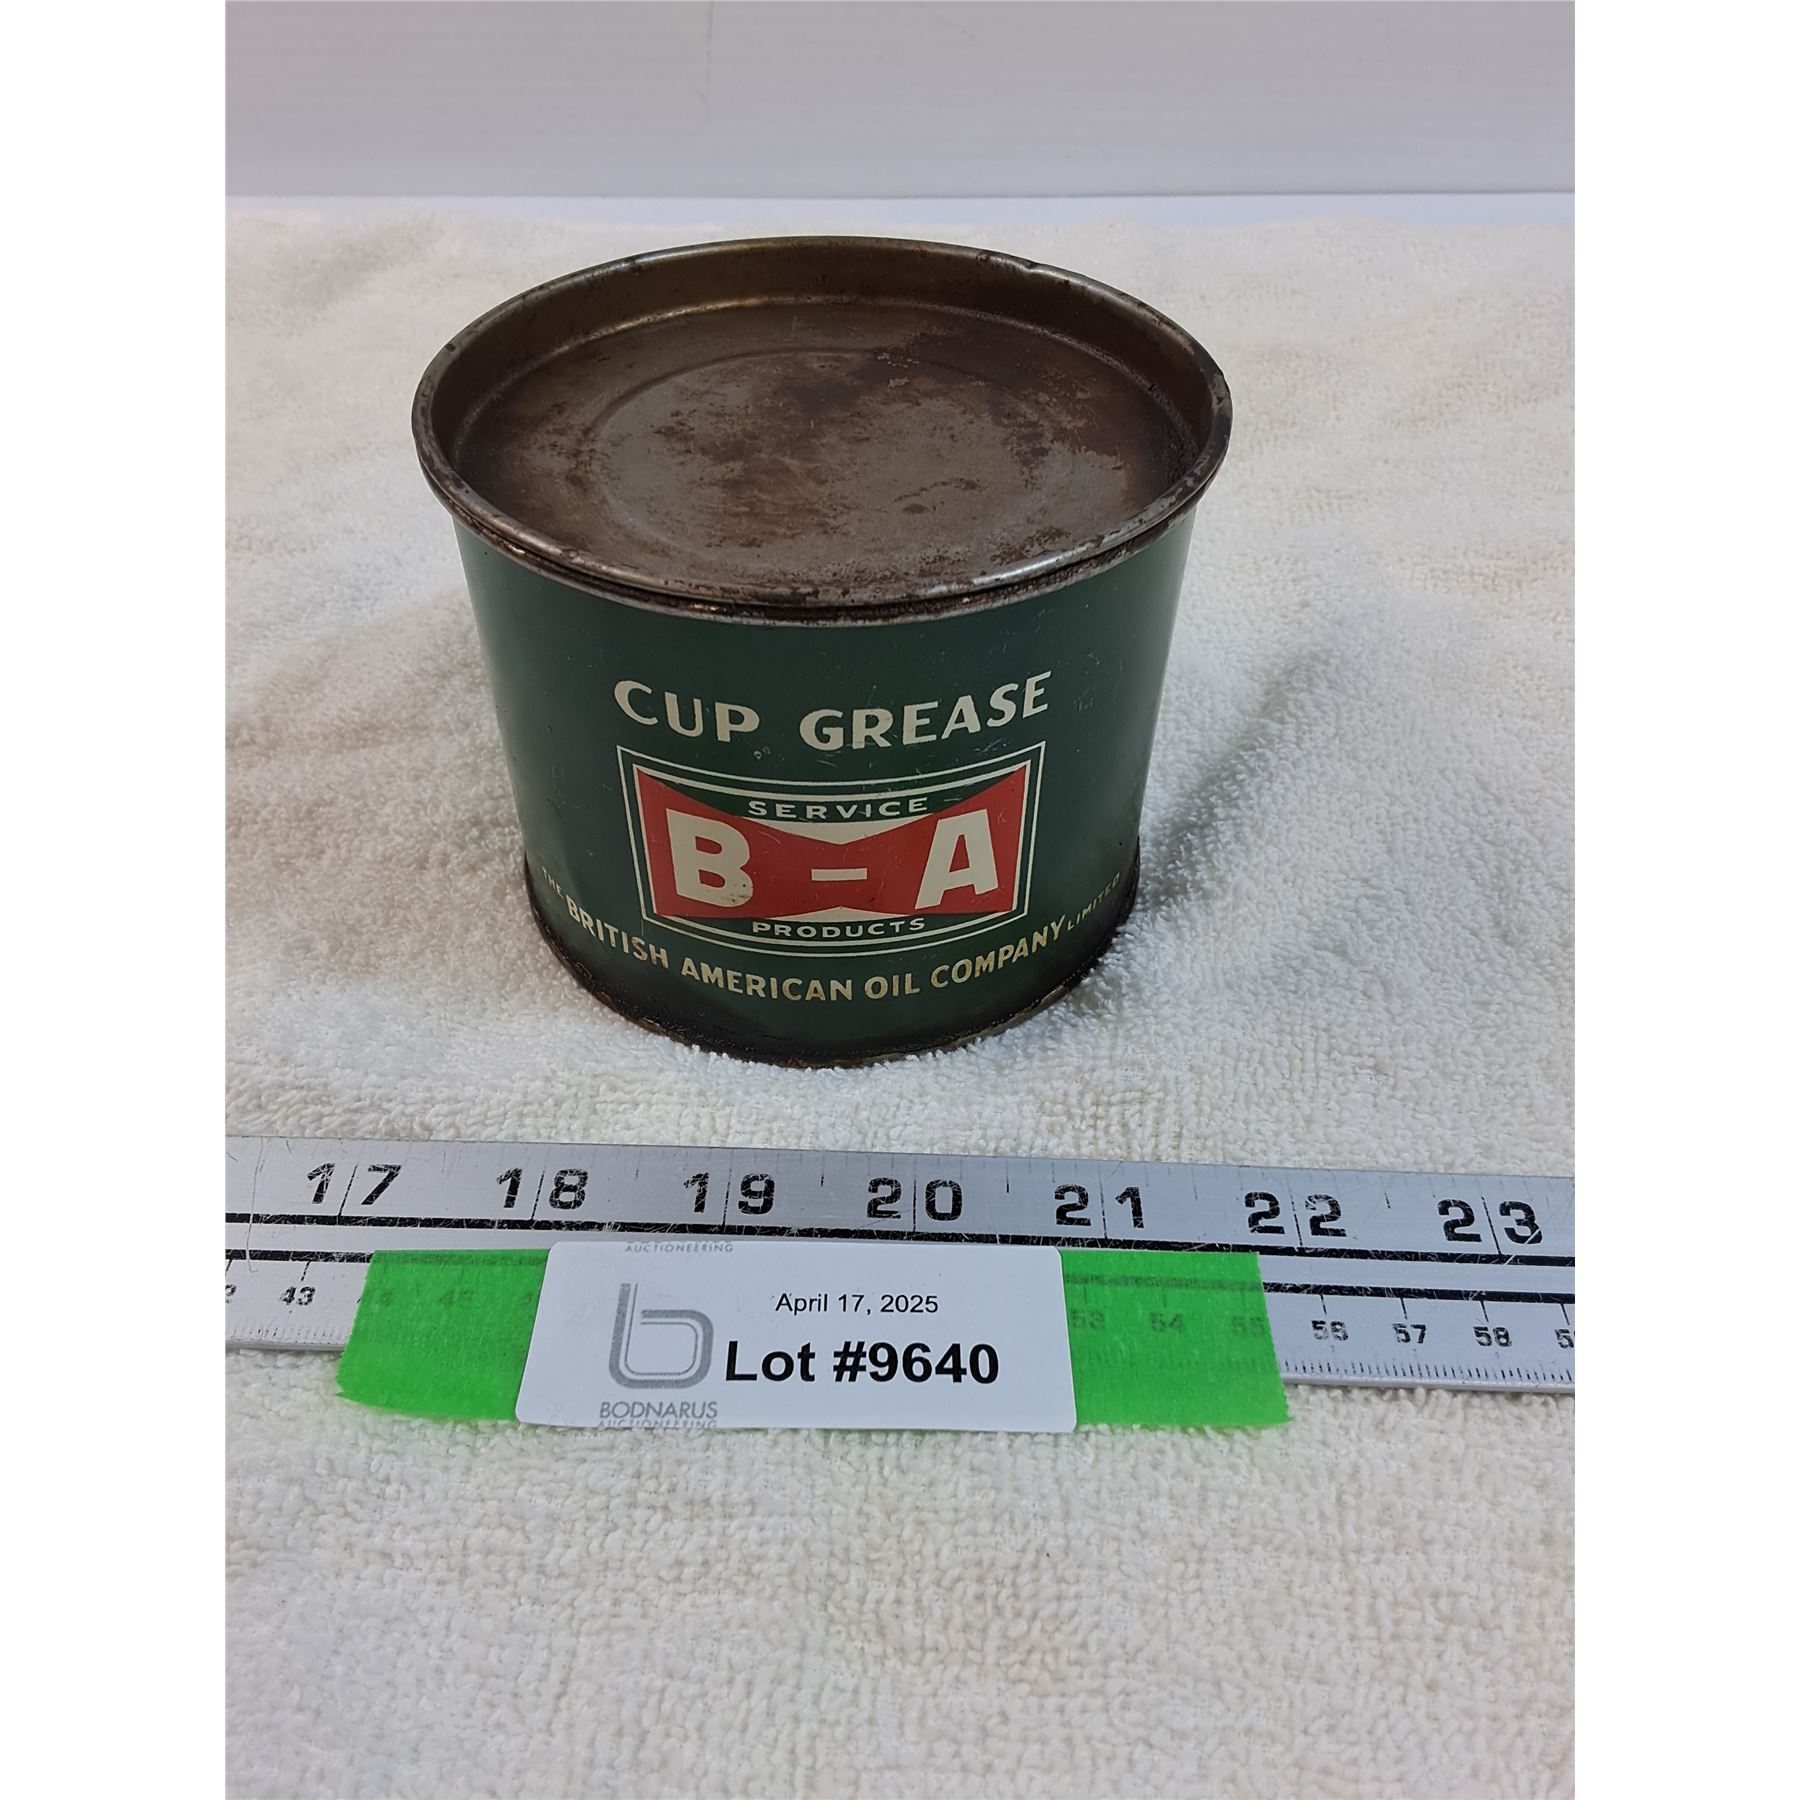 CUP GREASE
SERVICE
B-A
PRODUCTS
THE BRITISH AMERICAN OIL COMPANY LIMITED
17 18 19 20 21 22 23
AUCTIONEERING
April 17, 2025
Lot #9640
BODNARUS
AUCTIONEERING
43 53 54 55 56 57 58